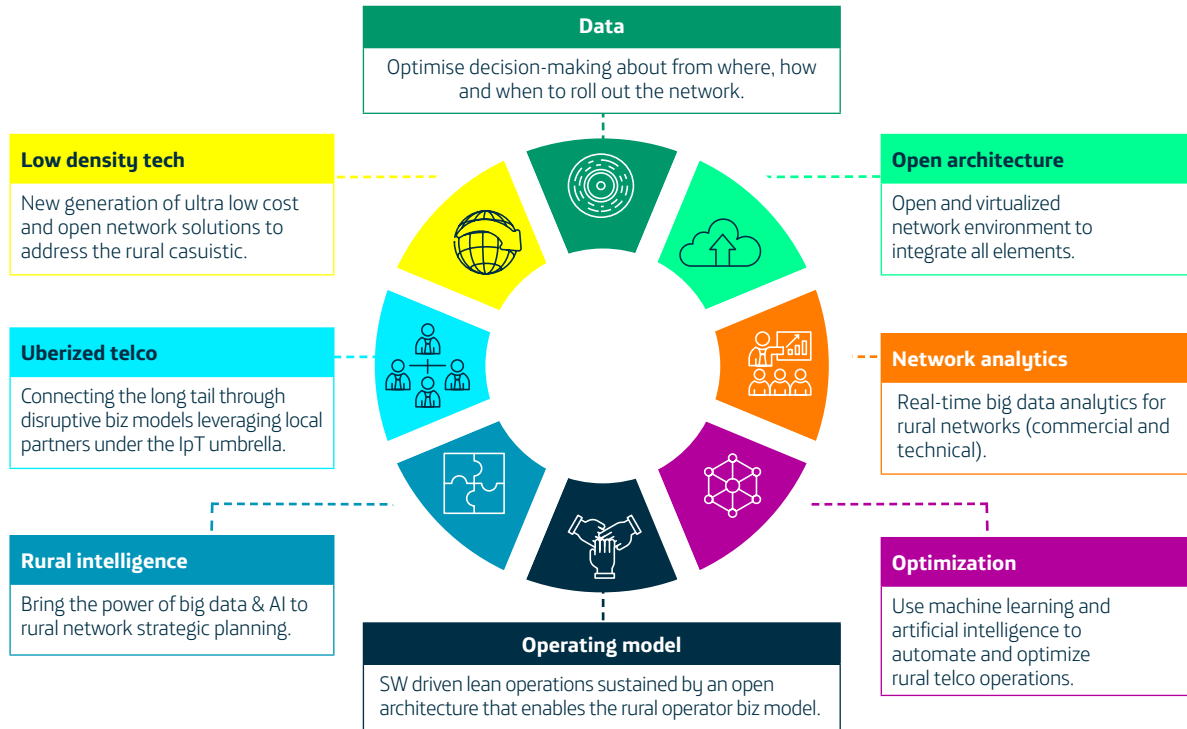 Data
Optimise decision-making about from where, how
and when to roll out the network.
Low density tech
New generation of ultra low cost
and open network solutions to
address the rural casuistic.
Open architecture
Open and virtualized
network environment to
integrate all elements.
Uberized telco
Connecting the long tail through
disruptive biz models leveraging local
partners under the IpT umbrella.
Network analytics
Real-time big data analytics for
rural networks (commercial and
technical).
Rural intelligence
Bring the power of big data & AI to
rural network strategic planning.
Optimization
Use machine learning and
artificial intelligence to
automate and optimize
rural telco operations.
Operating model
SW driven lean operations sustained by an open
architecture that enables the rural operator biz model.